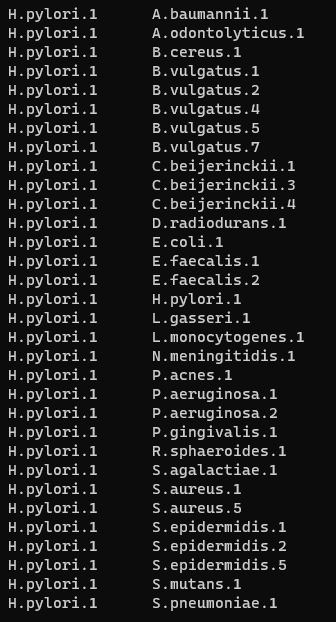 H.pylori.1 A.baumannii.1
H.pylori.1 A.odontolyticus.1
H.pylori.1 B.cereus.1
H.pylori.1 B.vulgatus.1
H.pylori.1 B.vulgatus.2
H.pylori.1 B.vulgatus.4
H.pylori.1 B.vulgatus.5
H.pylori.1 B.vulgatus.7
H.pylori.1 C.beijerinckii.1
H.pylori.1 C.beijerinckii.3
H.pylori.1 C.beijerinckii.4
H.pylori.1 D.radiodurans.1
H.pylori.1 E.coli.1
H.pylori.1 E.faecalis.1
H.pylori.1 E.faecalis.2
H.pylori.1 H.pylori.1
H.pylori.1 L.gasseri.1
H.pylori.1 L.monocytogenes.1
H.pylori.1 N.meningitidis.1
H.pylori.1 P.acnes.1
H.pylori.1 P.aeruginosa.1
H.pylori.1 P.aeruginosa.2
H.pylori.1 P.gingivalis.1
H.pylori.1 R.sphaeroides.1
H.pylori.1 S.agalactiae.1
H.pylori.1 S.aureus.1
H.pylori.1 S.aureus.5
H.pylori.1 S.epidermidis.1
H.pylori.1 S.epidermidis.2
H.pylori.1 S.epidermidis.5
H.pylori.1 S.mutans.1
H.pylori.1 S.pneumoniae.1